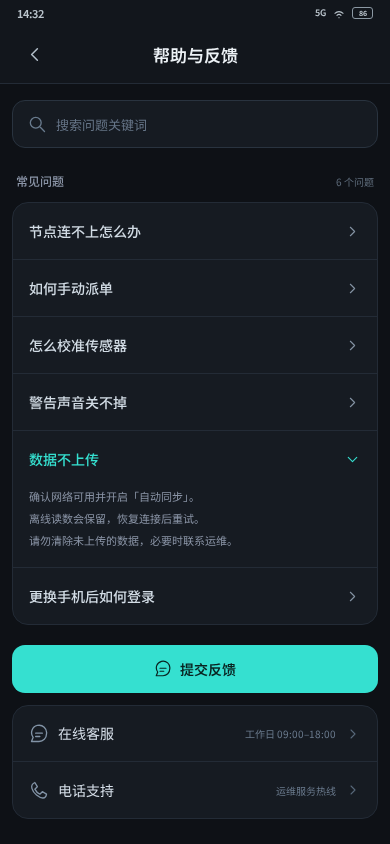 14:32
5G
86
帮助与反馈
搜索问题关键词
常见问题
6 个问题
节点连不上怎么办
如何手动派单
怎么校准传感器
警告声音关不掉
数据不上传
确认网络可用并开启「自动同步」。
离线读数会保留，恢复连接后重试。
请勿清除未上传的数据，必要时联系运维。
更换手机后如何登录
提交反馈
在线客服
工作日 09:00–18:00
电话支持
运维服务热线